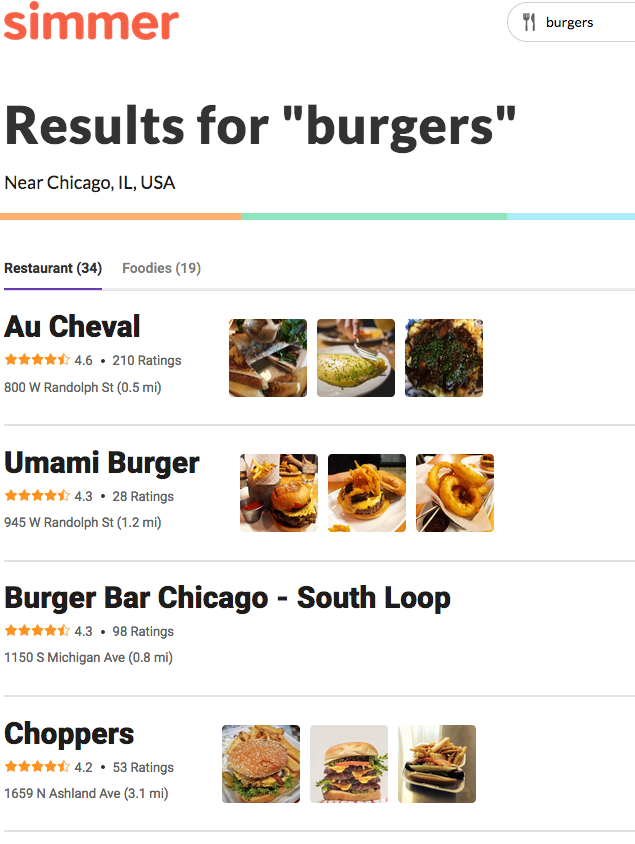 simmer
burgers
Results for "burgers"
Near Chicago, IL, USA
Restaurant (34) Foodies (19)
Au Cheval
4.6 • 210 Ratings
800 W Randolph St (0.5 mi)
Umami Burger
4.3 • 28 Ratings
945 W Randolph St (1.2 mi)
Burger Bar Chicago - South Loop
4.3 • 98 Ratings
1150 S Michigan Ave (0.8 mi)
Choppers
4.2 • 53 Ratings
1659 N Ashland Ave (3.1 mi)